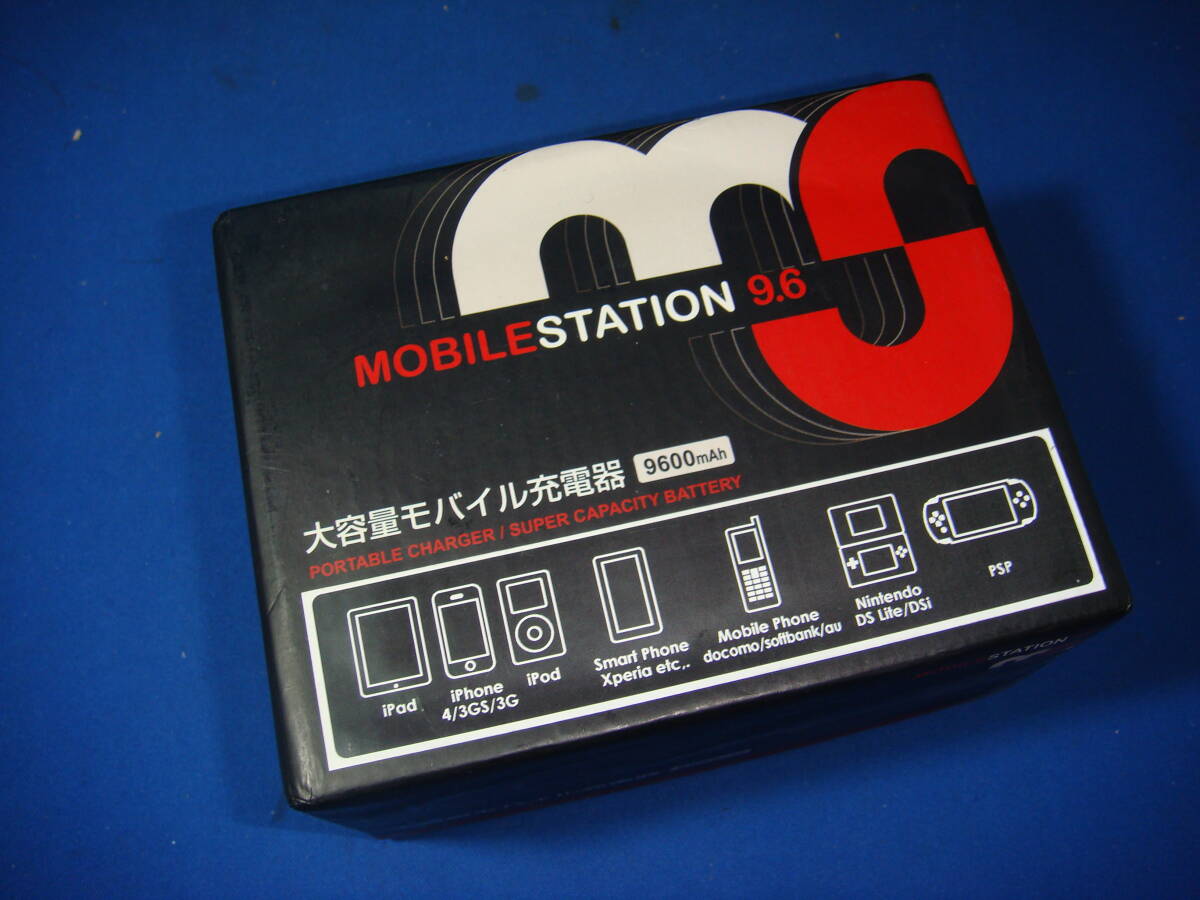 ms
MOBILESTATION 9.6
大容量モバイル充電器 9600mAh
PORTABLE CHARGER / SUPER CAPACITY BATTERY
iPad
iPhone
4/3GS/3G
iPod
Smart Phone
Xperia etc,.
Mobile Phone
docomo/softbank/au
Nintendo
DS Lite/DSi
PSP
STATION